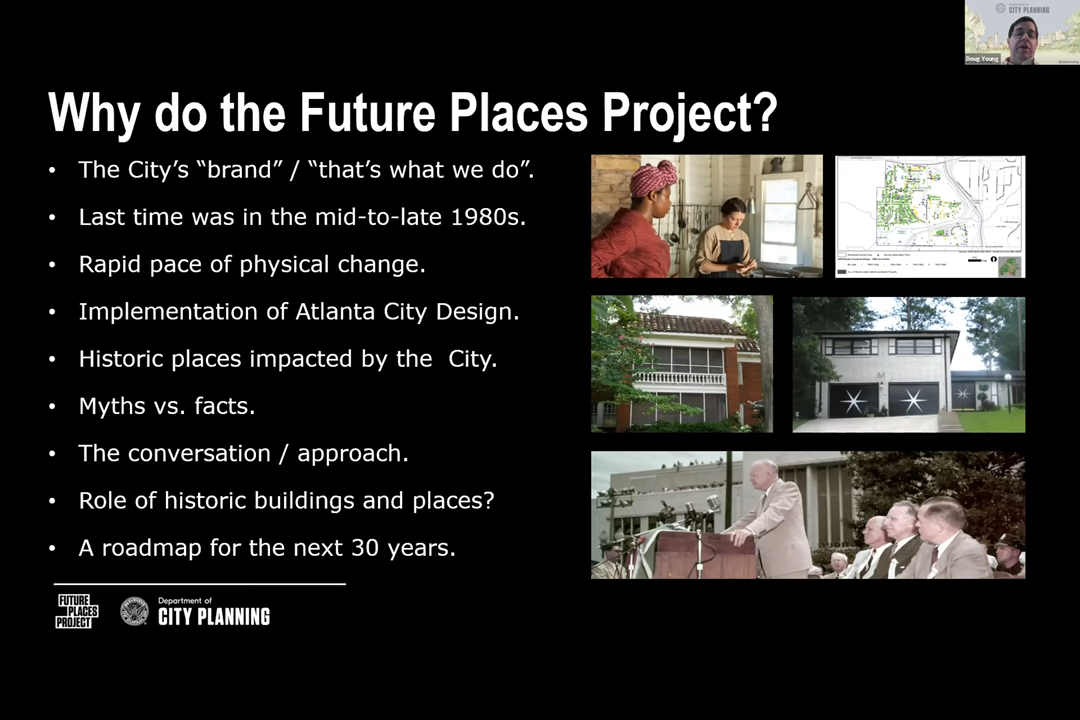 Department of
CITY PLANNING
Doug Young
Why do the Future Places Project?
• The City's “brand” / “that's what we do”.
• Last time was in the mid-to-late 1980s.
• Rapid pace of physical change.
• Implementation of Atlanta City Design.
• Historic places impacted by the  City.
• Myths vs. facts.
• The conversation / approach.
• Role of historic buildings and places?
• A roadmap for the next 30 years.
FUTURE
PLACES
PROJECT
Department of
CITY PLANNING